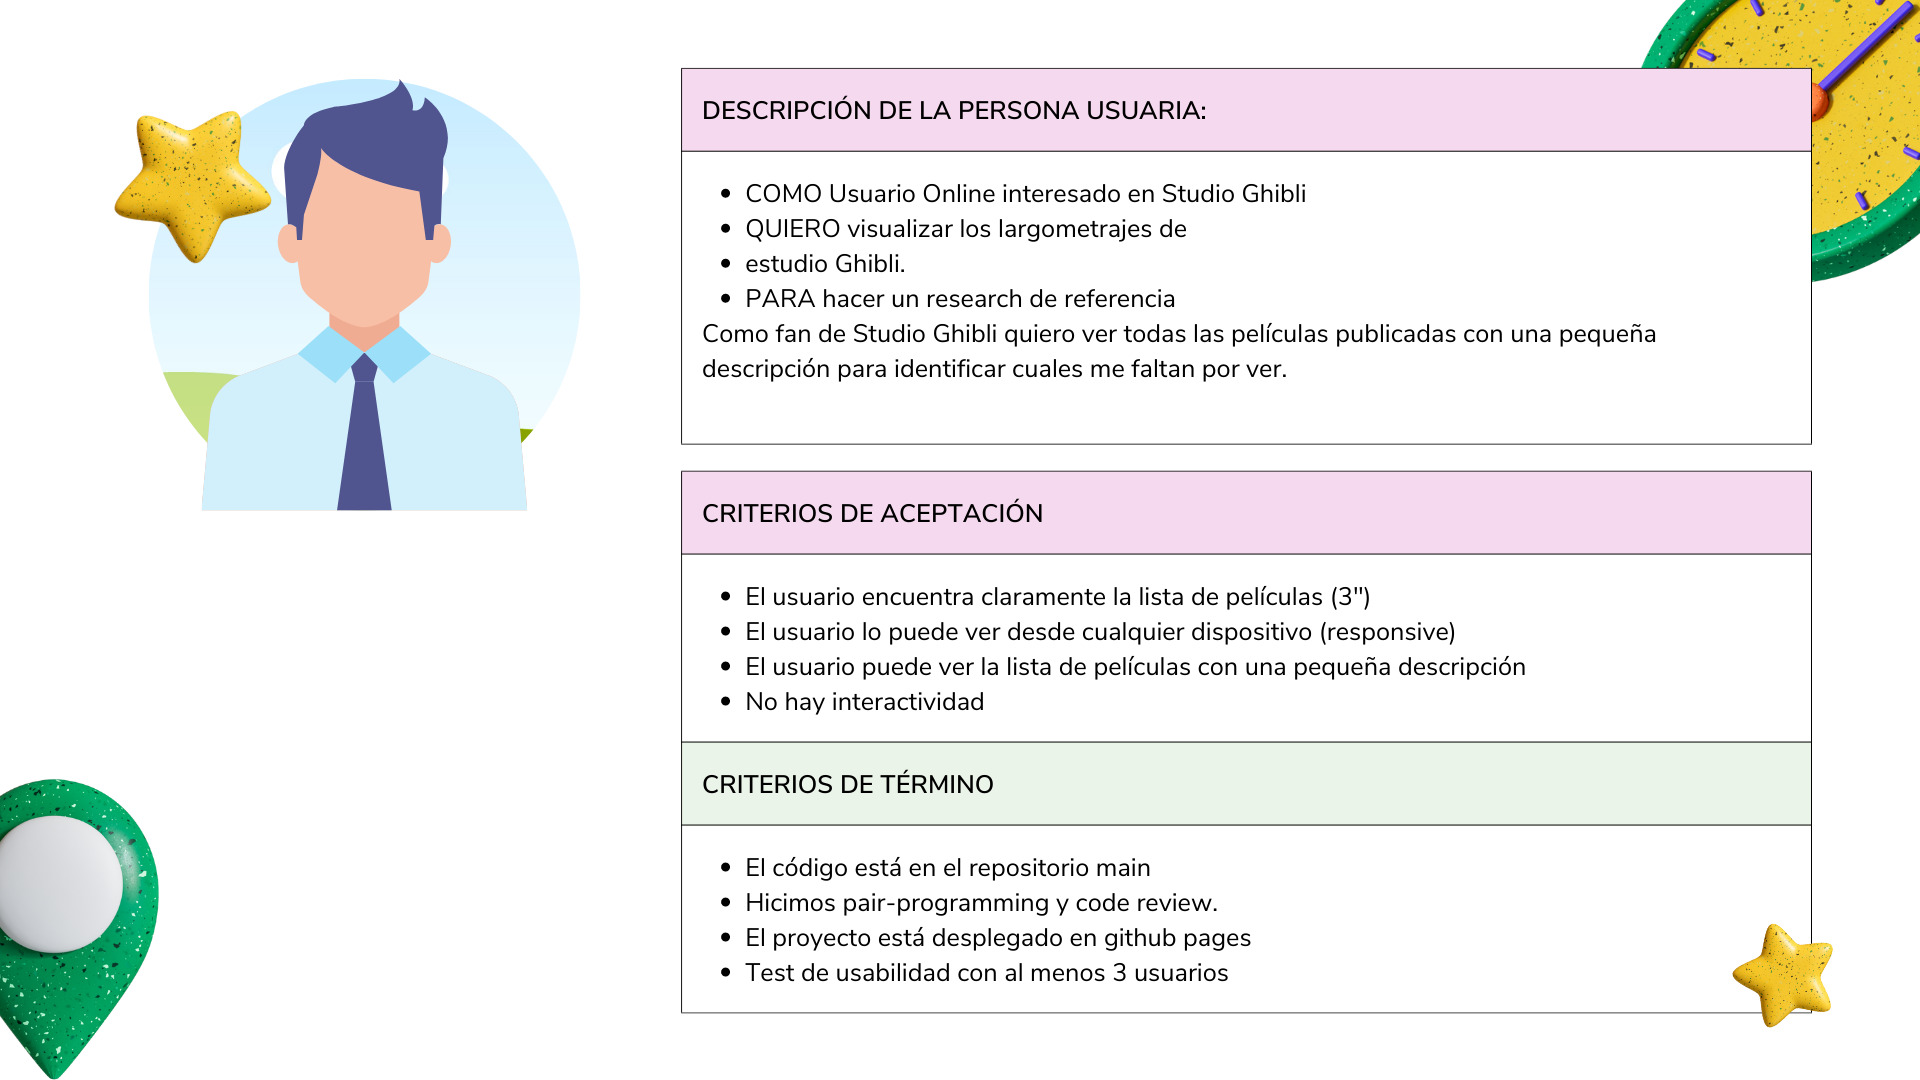 DESCRIPCIÓN DE LA PERSONA USUARIA:
• COMO Usuario Online interesado en Studio Ghibli
• QUIERO visualizar los largometrajes de
• estudio Ghibli.
• PARA hacer un research de referencia
Como fan de Studio Ghibli quiero ver todas las películas publicadas con una pequeña
descripción para identificar cuales me faltan por ver.
CRITERIOS DE ACEPTACIÓN
• El usuario encuentra claramente la lista de películas (3")
• El usuario lo puede ver desde cualquier dispositivo (responsive)
• El usuario puede ver la lista de películas con una pequeña descripción
• No hay interactividad
CRITERIOS DE TÉRMINO
• El código está en el repositorio main
• Hicimos pair-programming y code review.
• El proyecto está desplegado en github pages
• Test de usabilidad con al menos 3 usuarios